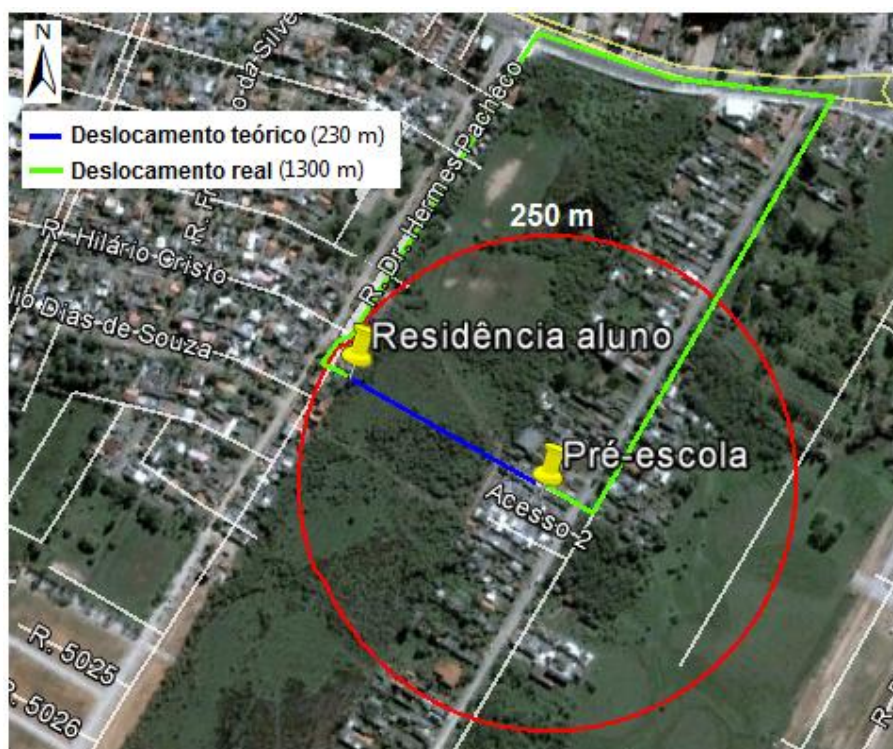 N
Deslocamento teórico (230 m)
Deslocamento real (1300 m)
R. Dr. Hermes Pacheco
R. Hilário Cristo
lio Dias de Souza
250 m
Residência aluno
Pré-escola
Acesso 2
R. 5025
R. 5026